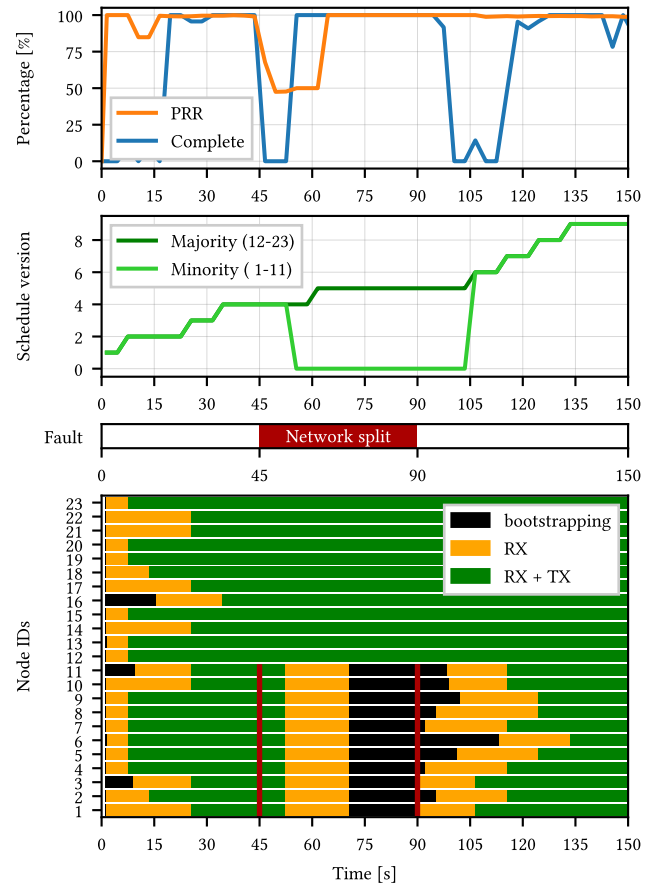 Percentage [%]
100
75
50
25
0
PRR
Complete
0 15 30 45 60 75 90 105 120 135 150
Schedule version
8
6
4
2
0
Majority (12-23)
Minority ( 1-11)
0 15 30 45 60 75 90 105 120 135 150
Fault
Network split
0 45 90 150
Node IDs
23
22
21
20
19
18
17
16
15
14
13
12
11
10
9
8
7
6
5
4
3
2
1
bootstrapping
RX
RX + TX
0 15 30 45 60 75 90 105 120 135 150
Time [s]